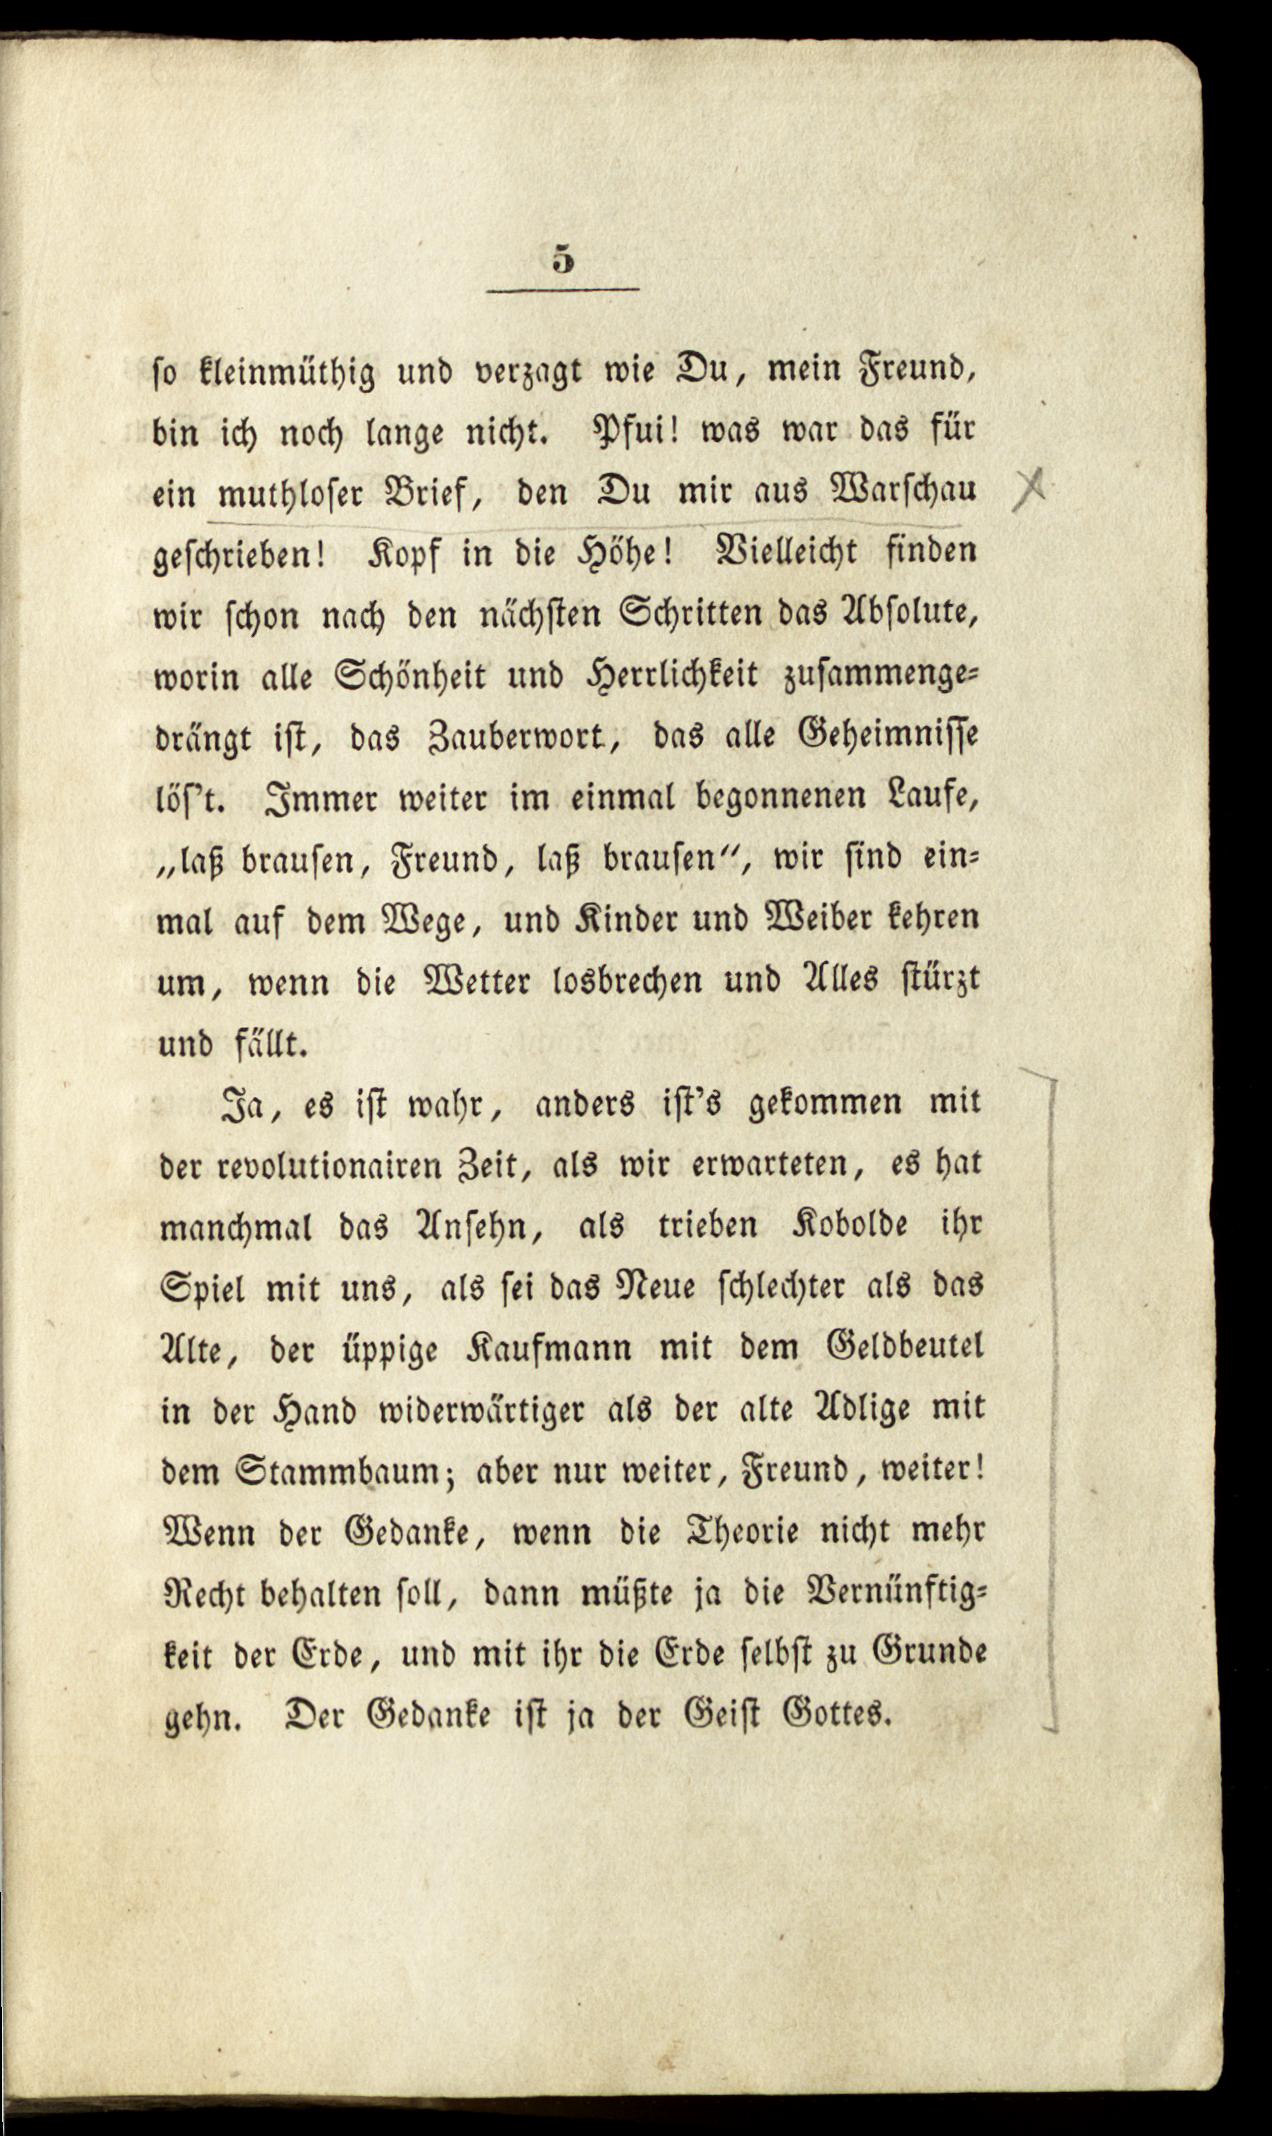 5
so kleinmüthig und verzagt wie Du, mein Freund,
bin ich noch lange nicht. Pfui! was war das für
ein muthloser Brief, den Du mir aus Warschau
geschrieben! Kopf in die Höhe! Vielleicht finden
wir schon nach den nächsten Schritten das Absolute,
worin alle Schönheit und Herrlichkeit zusammenge-
drängt ist, das Zauberwort, das alle Geheimnisse
lös't. Immer weiter im einmal begonnenen Laufe,
„laß brausen, Freund, laß brausen“, wir sind ein-
mal auf dem Wege, und Kinder und Weiber kehren
um, wenn die Wetter losbrechen und Alles stürzt
und fällt.
Ja, es ist wahr, anders ist's gekommen mit
der revolutionairen Zeit, als wir erwarteten, es hat
manchmal das Ansehn, als trieben Kobolde ihr
Spiel mit uns, als sei das Neue schlechter als das
Alte, der üppige Kaufmann mit dem Geldbeutel
in der Hand widerwärtiger als der alte Adlige mit
dem Stammbaum; aber nur weiter, Freund, weiter!
Wenn der Gedanke, wenn die Theorie nicht mehr
Recht behalten soll, dann müßte ja die Vernünftig-
keit der Erde, und mit ihr die Erde selbst zu Grunde
gehn. Der Gedanke ist ja der Geist Gottes.